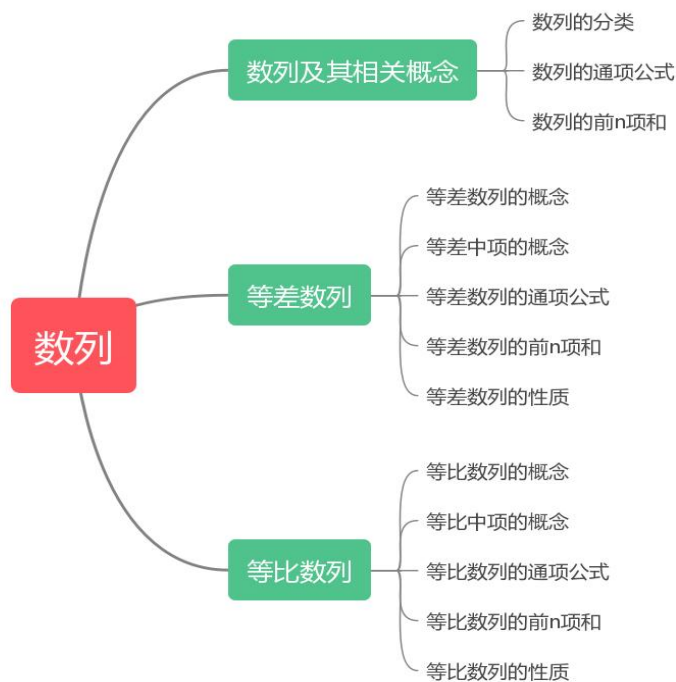 数列
数列及其相关概念
数列的分类
数列的通项公式
数列的前n项和
等差数列
等差数列的概念
等差中项的概念
等差数列的通项公式
等差数列的前n项和
等差数列的性质
等比数列
等比数列的概念
等比中项的概念
等比数列的通项公式
等比数列的前n项和
等比数列的性质